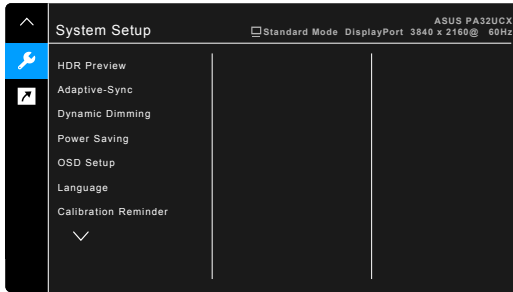 ASUS PA32UCX
System Setup
Standard Mode DisplayPort 3840 x 2160@ 60Hz
HDR Preview
Adaptive-Sync
Dynamic Dimming
Power Saving
OSD Setup
Language
Calibration Reminder